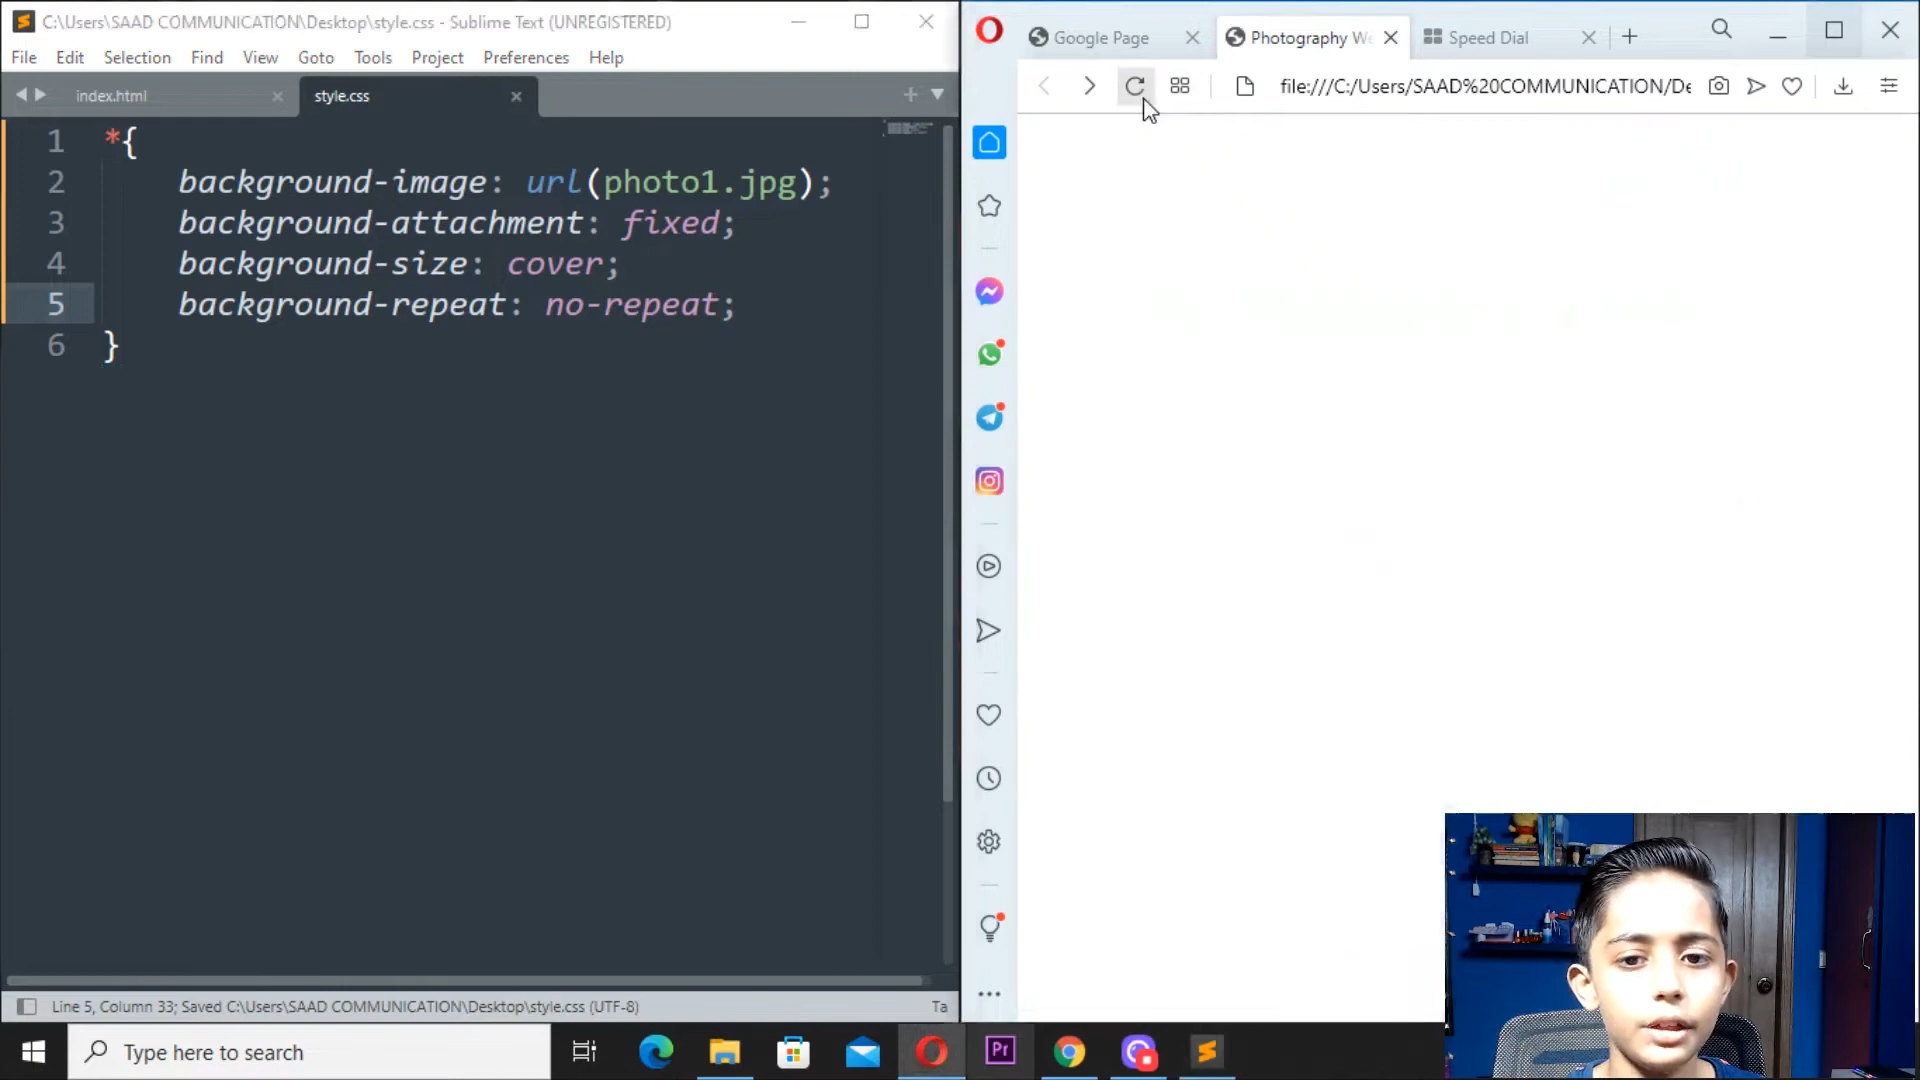 C:\Users\SAAD COMMUNICATION\Desktop\style.css - Sublime Text (UNREGISTERED)
File Edit Selection Find View Goto Tools Project Preferences Help
index.html
style.css
1 *{
2 background-image: url(photo1.jpg);
3 background-attachment: fixed;
4 background-size: cover;
5 background-repeat: no-repeat;
6 }
Line 5, Column 33; Saved C:\Users\SAAD COMMUNICATION\Desktop\style.css (UTF-8)
Ta
Google Page
Photography We
Speed Dial
file:///C:/Users/SAAD%20COMMUNICATION/De
Type here to search
Pr